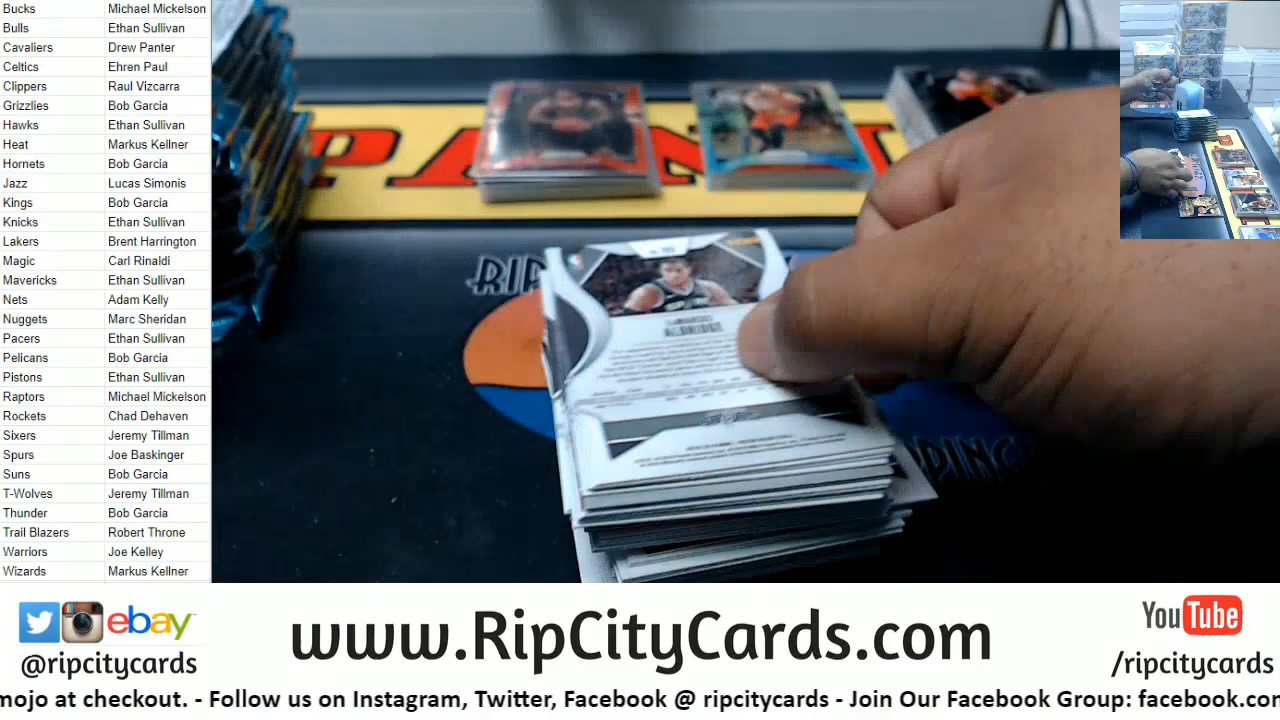 Bucks Michael Mickelson
Bulls Ethan Sullivan
Cavaliers Drew Panter
Celtics Ehren Paul
Clippers Raul Vizcarra
Grizzlies Bob Garcia
Hawks Ethan Sullivan
Heat Markus Kellner
Hornets Bob Garcia
Jazz Lucas Simonis
Kings Bob Garcia
Knicks Ethan Sullivan
Lakers Brent Harrington
Magic Carl Rinaldi
Mavericks Ethan Sullivan
Nets Adam Kelly
Nuggets Marc Sheridan
Pacers Ethan Sullivan
Pelicans Bob Garcia
Pistons Ethan Sullivan
Raptors Michael Mickelson
Rockets Chad Dehaven
Sixers Jeremy Tillman
Spurs Joe Baskinger
Suns Bob Garcia
T-Wolves Jeremy Tillman
Thunder Bob Garcia
Trail Blazers Robert Throne
Warriors Joe Kelley
Wizards Markus Kellner
PANI
RIP
ALDRIDGE
PPING
ebay
@ripcitycards
www.RipCityCards.com
YouTube
/ripcitycards
mojo at checkout. - Follow us on Instagram, Twitter, Facebook @ ripcitycards - Join Our Facebook Group: facebook.com